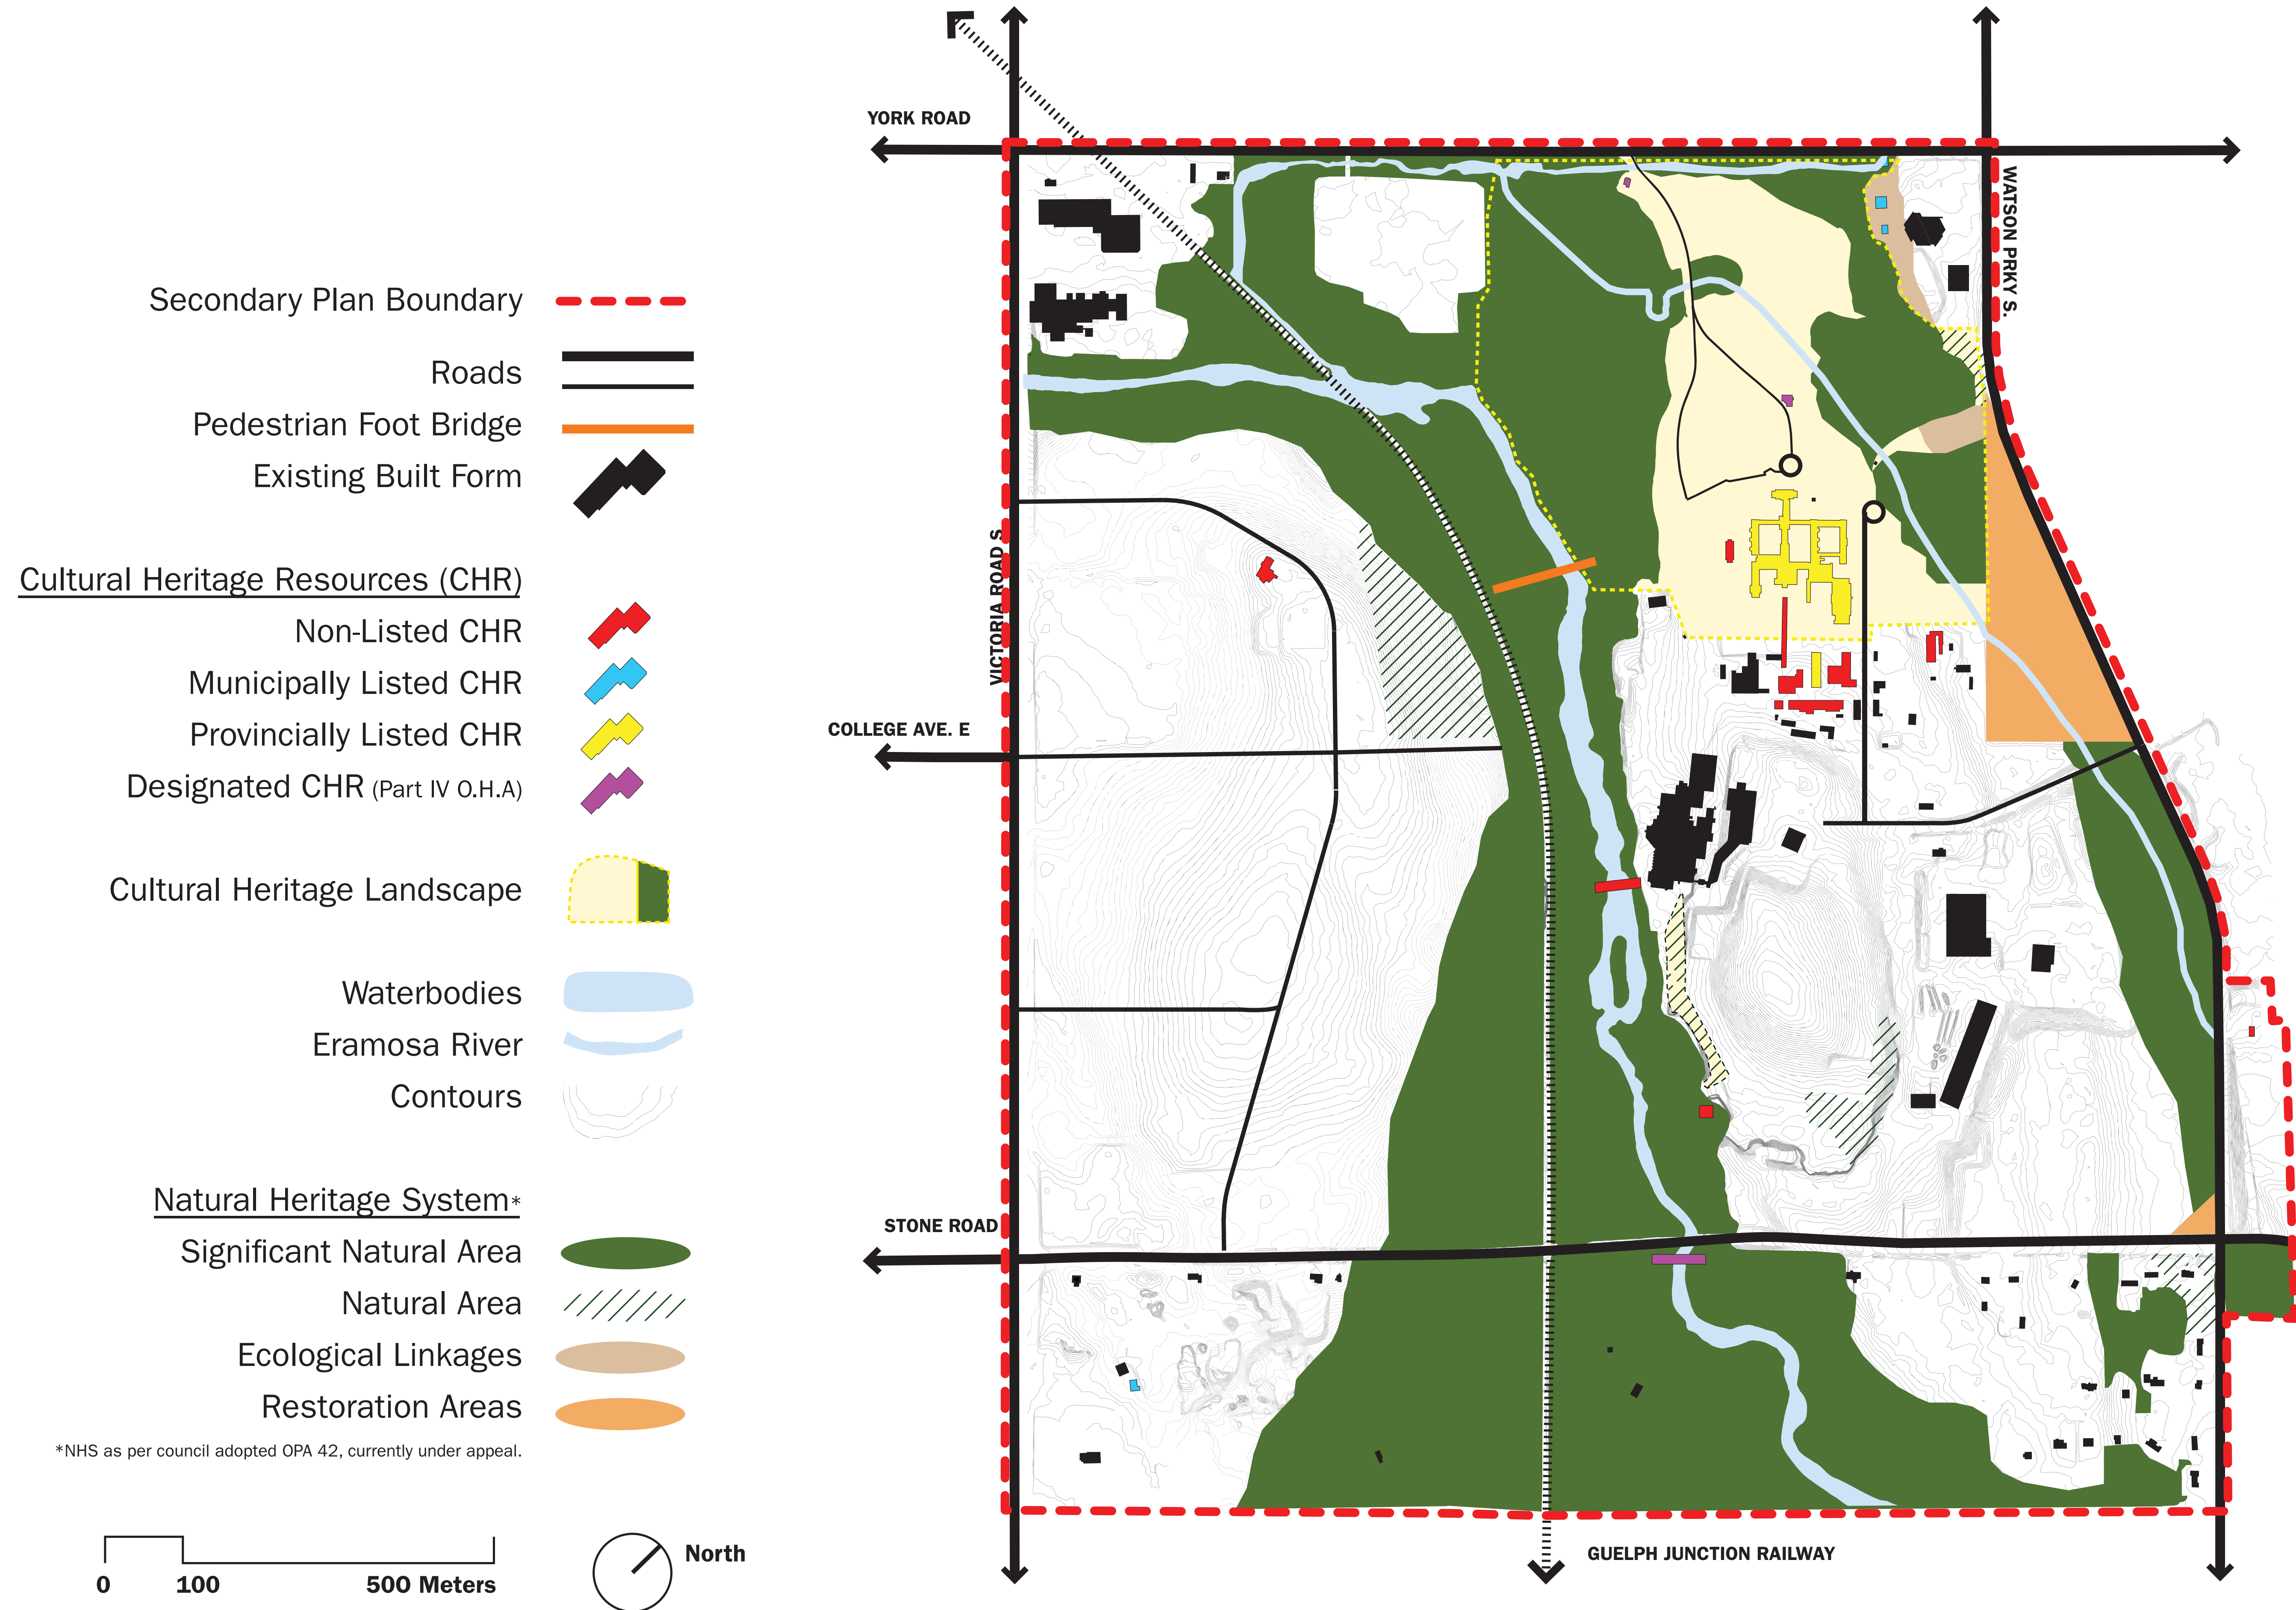 Secondary Plan Boundary
Roads
Pedestrian Foot Bridge
Existing Built Form
Cultural Heritage Resources (CHR)
Non-Listed CHR
Municipally Listed CHR
Provincially Listed CHR
Designated CHR (Part IV O.H.A)
Cultural Heritage Landscape
Waterbodies
Eramosa River
Contours
Natural Heritage System*
Significant Natural Area
Natural Area
Ecological Linkages
Restoration Areas
*NHS as per council adopted OPA 42, currently under appeal.
0 100 500 Meters
North
YORK ROAD
WATSON PRKY S.
VICTORIA ROAD S.
COLLEGE AVE. E
STONE ROAD
GUELPH JUNCTION RAILWAY